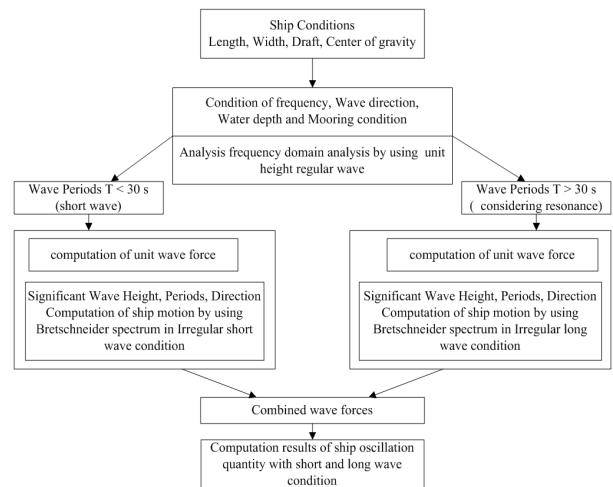 Ship Conditions
Length, Width, Draft, Center of gravity
Condition of frequency, Wave direction,
Water depth and Mooring condition
Analysis frequency domain analysis by using unit
height regular wave
Wave Periods T < 30 s
(short wave)
Wave Periods T > 30 s
( considering resonance)
computation of unit wave force
Significant Wave Height, Periods, Direction
Computation of ship motion by using
Bretschneider spectrum in Irregular short
wave condition
computation of unit wave force
Significant Wave Height, Periods, Direction
Computation of ship motion by using
Bretschneider spectrum in Irregular long
wave condition
Combined wave forces
Computation results of ship oscillation
quantity with short and long wave
condition